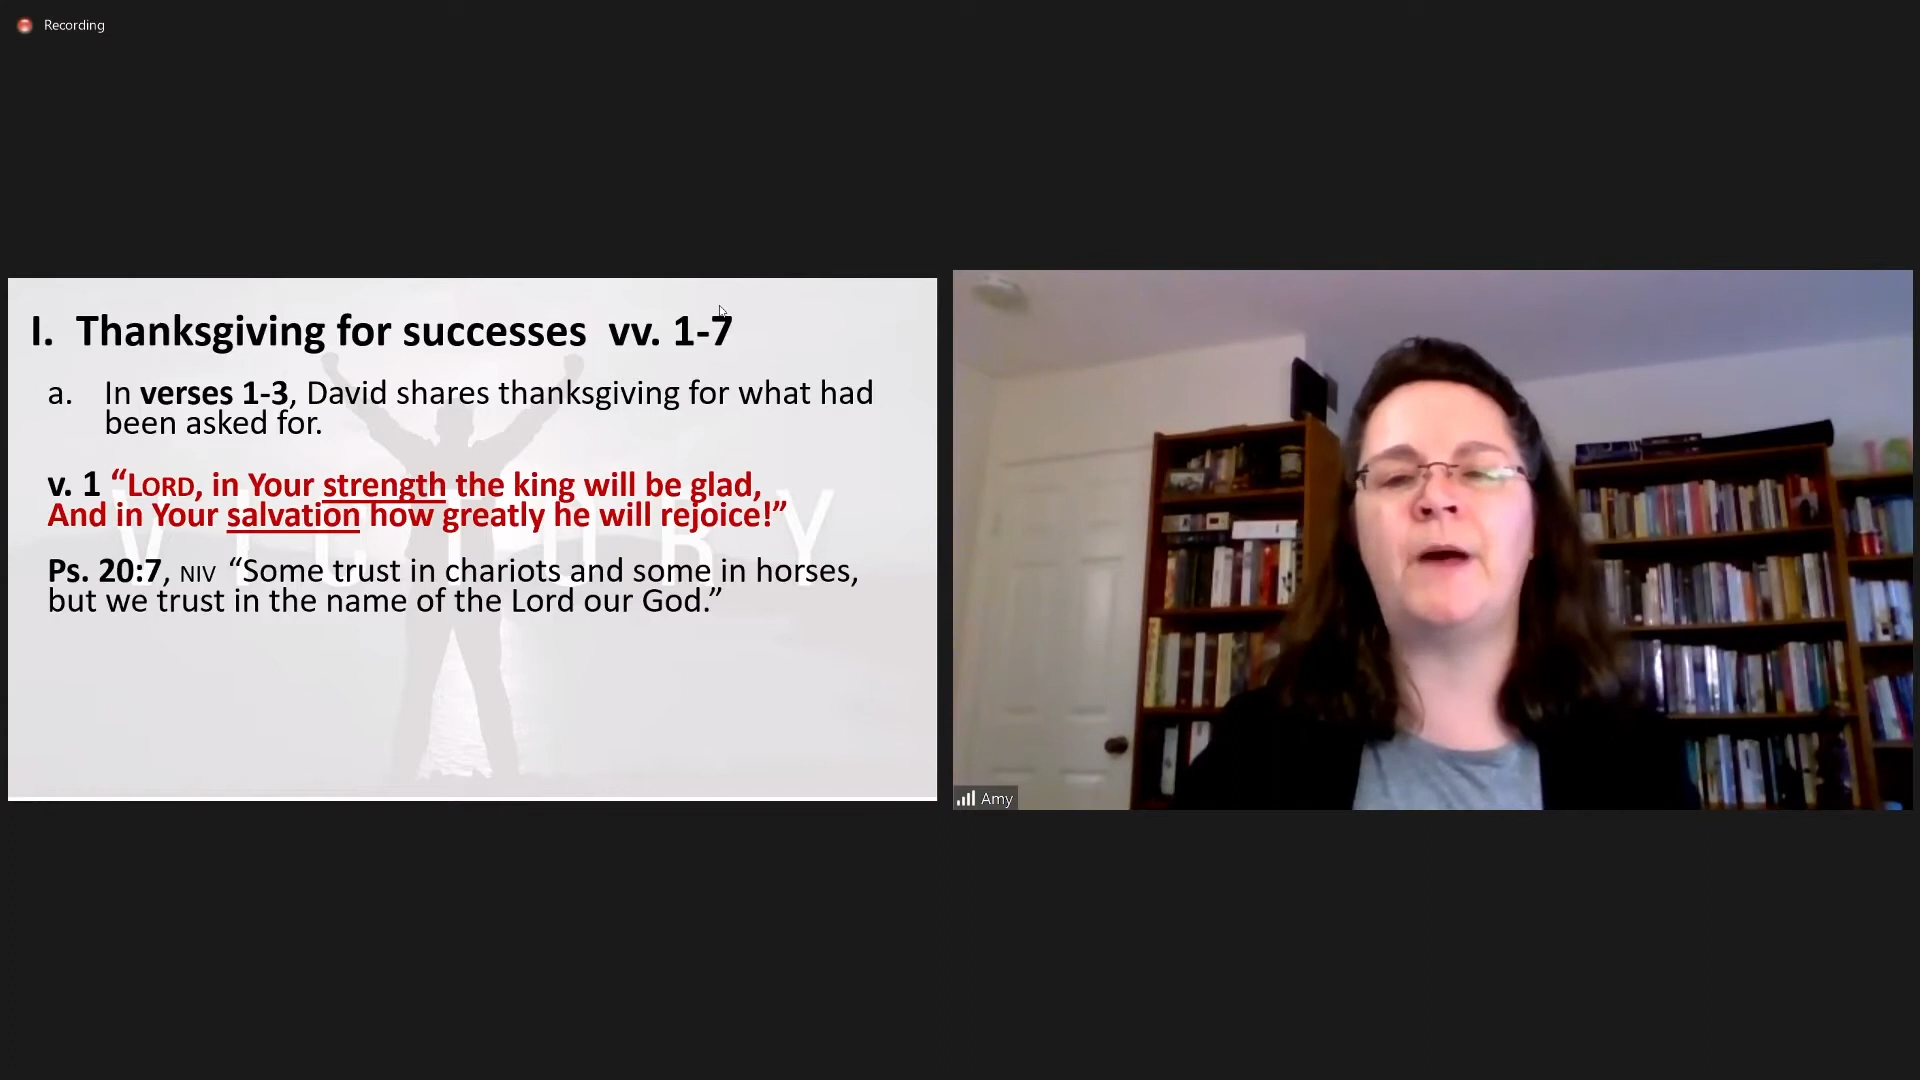 Recording
I. Thanksgiving for successes vv. 1-7
a. In verses 1-3, David shares thanksgiving for what had
been asked for.
v. 1 “LORD, in Your strength the king will be glad,
And in Your salvation how greatly he will rejoice!”
Ps. 20:7, NIV “Some trust in chariots and some in horses,
but we trust in the name of the Lord our God.”
VICTORY
Amy